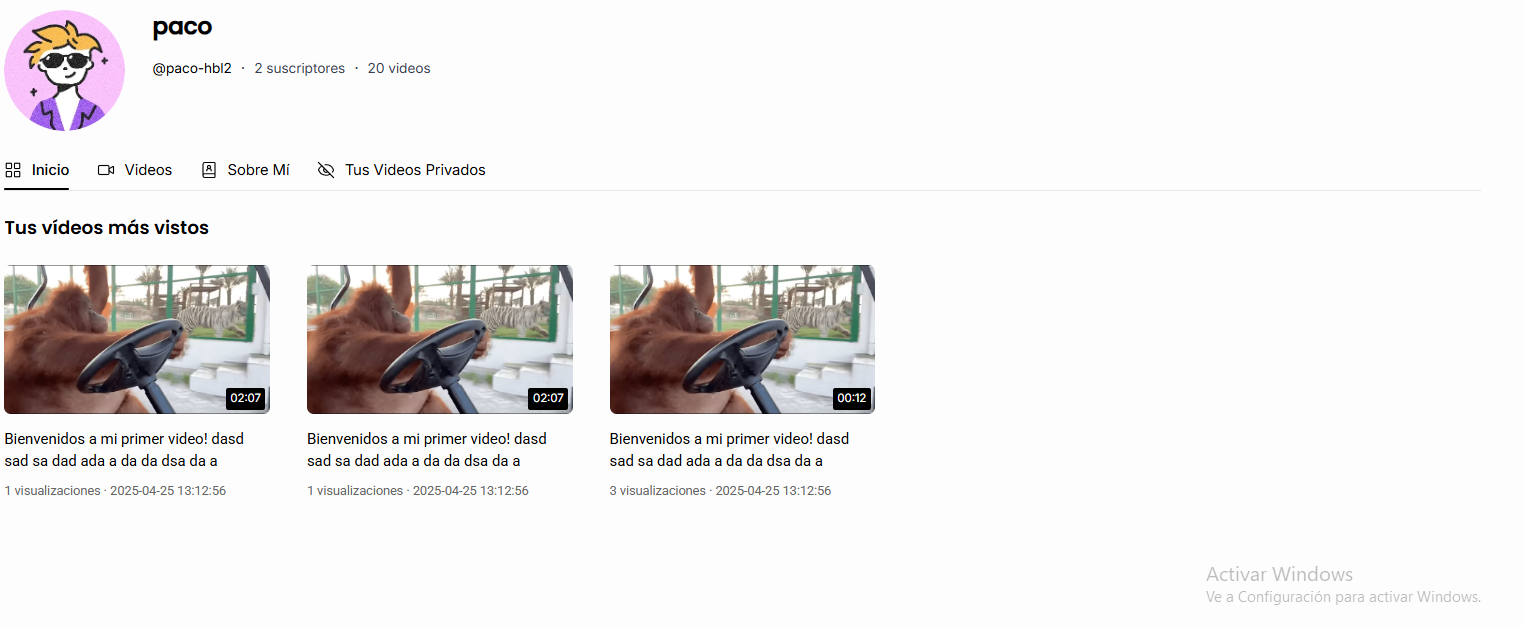 paco
@paco-hbl2 · 2 suscriptores · 20 videos
Inicio Videos Sobre Mí Tus Videos Privados
Tus vídeos más vistos
02:07 02:07 00:12
Bienvenidos a mi primer video! dasd
sad sa dad ada a da da dsa da a
1 visualizaciones · 2025-04-25 13:12:56
Bienvenidos a mi primer video! dasd
sad sa dad ada a da da dsa da a
1 visualizaciones · 2025-04-25 13:12:56
Bienvenidos a mi primer video! dasd
sad sa dad ada a da da dsa da a
3 visualizaciones · 2025-04-25 13:12:56
Activar Windows
Ve a Configuración para activar Windows.